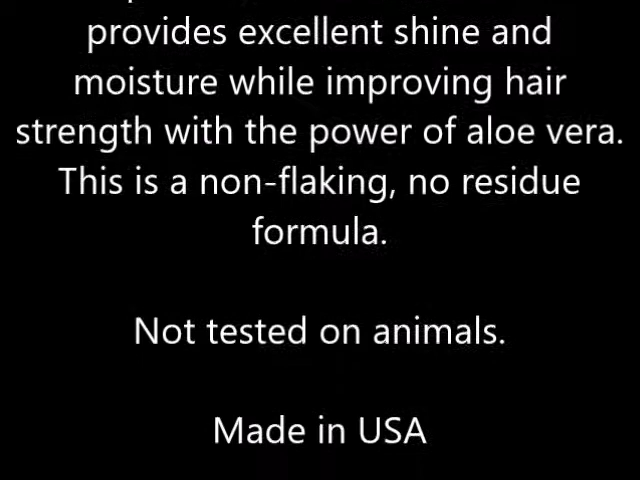 provides excellent shine and
moisture while improving hair
strength with the power of aloe vera.
This is a non-flaking, no residue
formula.
Not tested on animals.
Made in USA